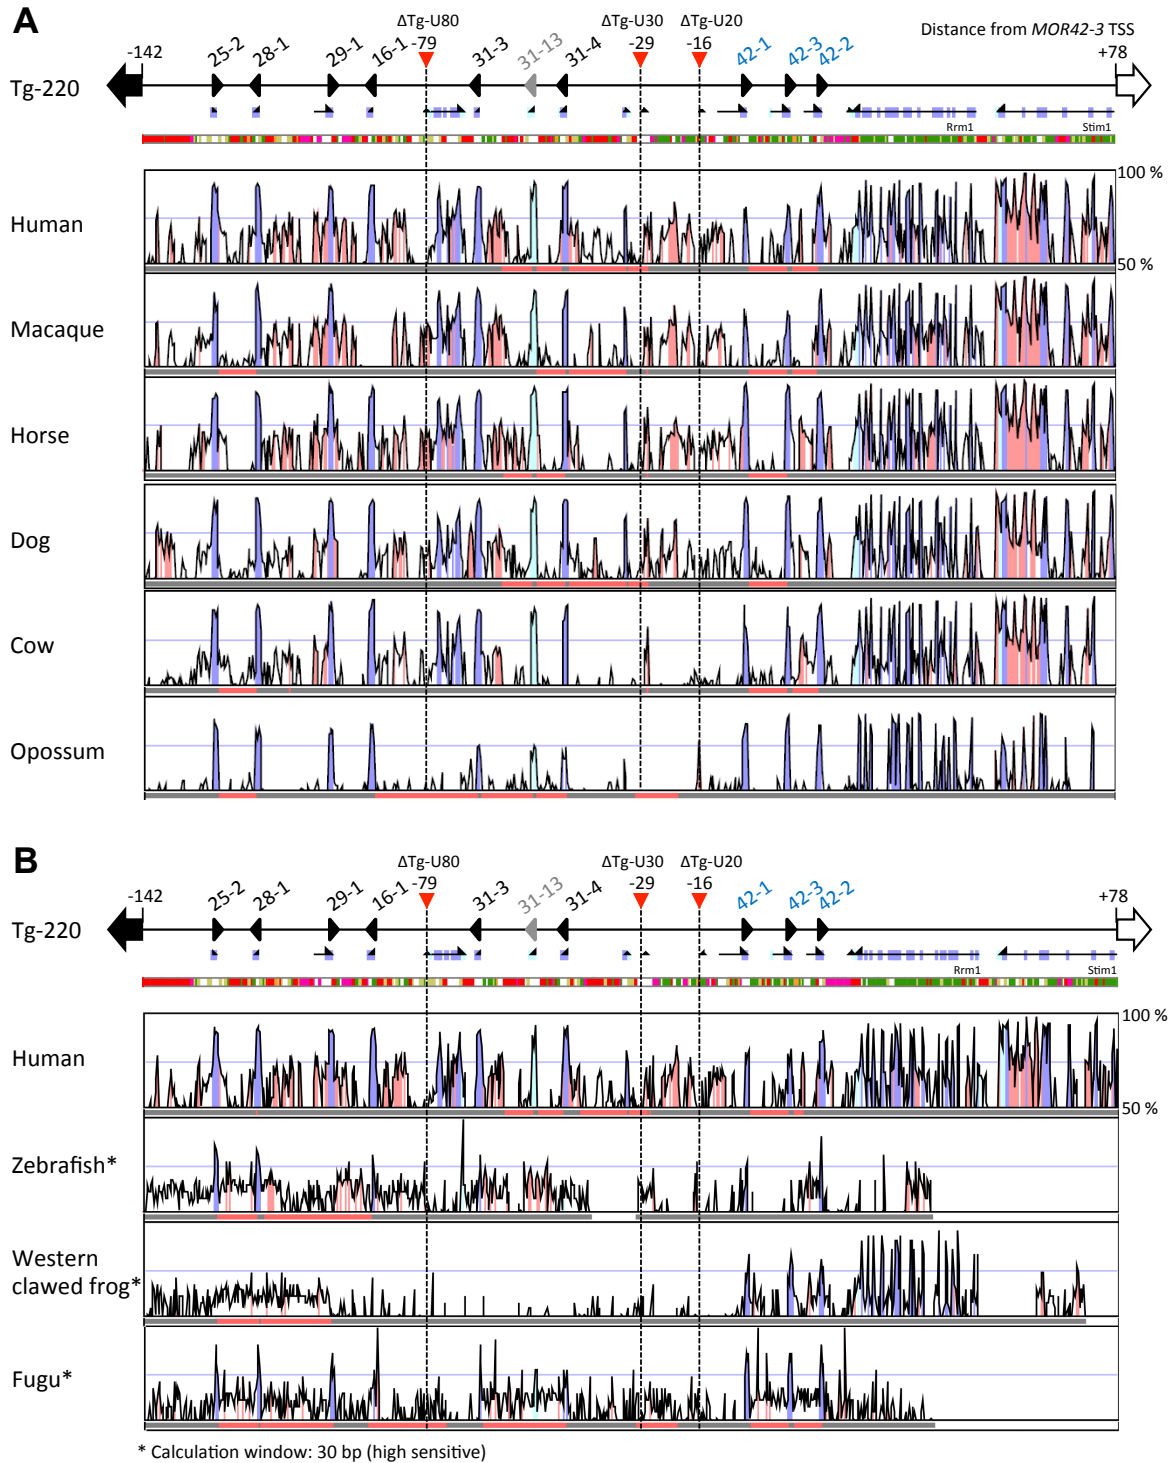 A
ΔTg-U80 ΔTg-U30 ΔTg-U20 Distance from MOR42-3 TSS
-142 25-2 28-1 29-1 16-1 -79 31-3 31-13 31-4 -29 -16 42-1 42-3 42-2 +78
Tg-220
Rrm1 Stim1
100 %
Human
50 %
Macaque
Horse
Dog
Cow
Opossum
B
ΔTg-U80 ΔTg-U30 ΔTg-U20
-142 25-2 28-1 29-1 16-1 -79 31-3 31-13 31-4 -29 -16 42-1 42-3 42-2 +78
Tg-220
Rrm1 Stim1
100 %
Human
50 %
Zebrafish*
Western
clawed frog*
Fugu*
* Calculation window: 30 bp (high sensitive)